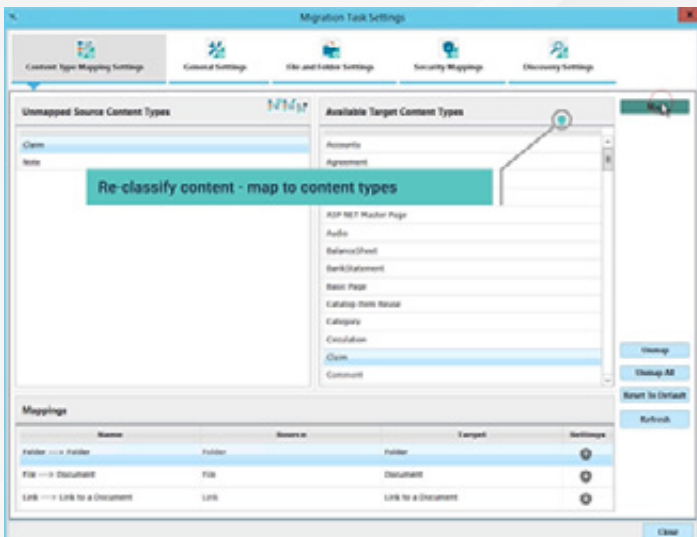 Migration Task Settings
Content Type Mapping Settings
General Settings
File and Folder Settings
Security Mappings
Discovery Settings
Unmapped Source Content Types
Available Target Content Types
Map
Claim
Note
Accounts
Agreement
Re-classify content - map to content types
ASP NET Master Page
Audio
BalanceSheet
BankStatement
Basic Page
Catalog-Item Reuse
Category
Circulation
Claim
Comment
Unmap
Unmap All
Reset To Default
Refresh
Mappings
Name Source Target Settings
Folder ---> Folder Folder Folder
File ---> Document File Document
Link ---> Link to a Document Link Link to a Document
Close